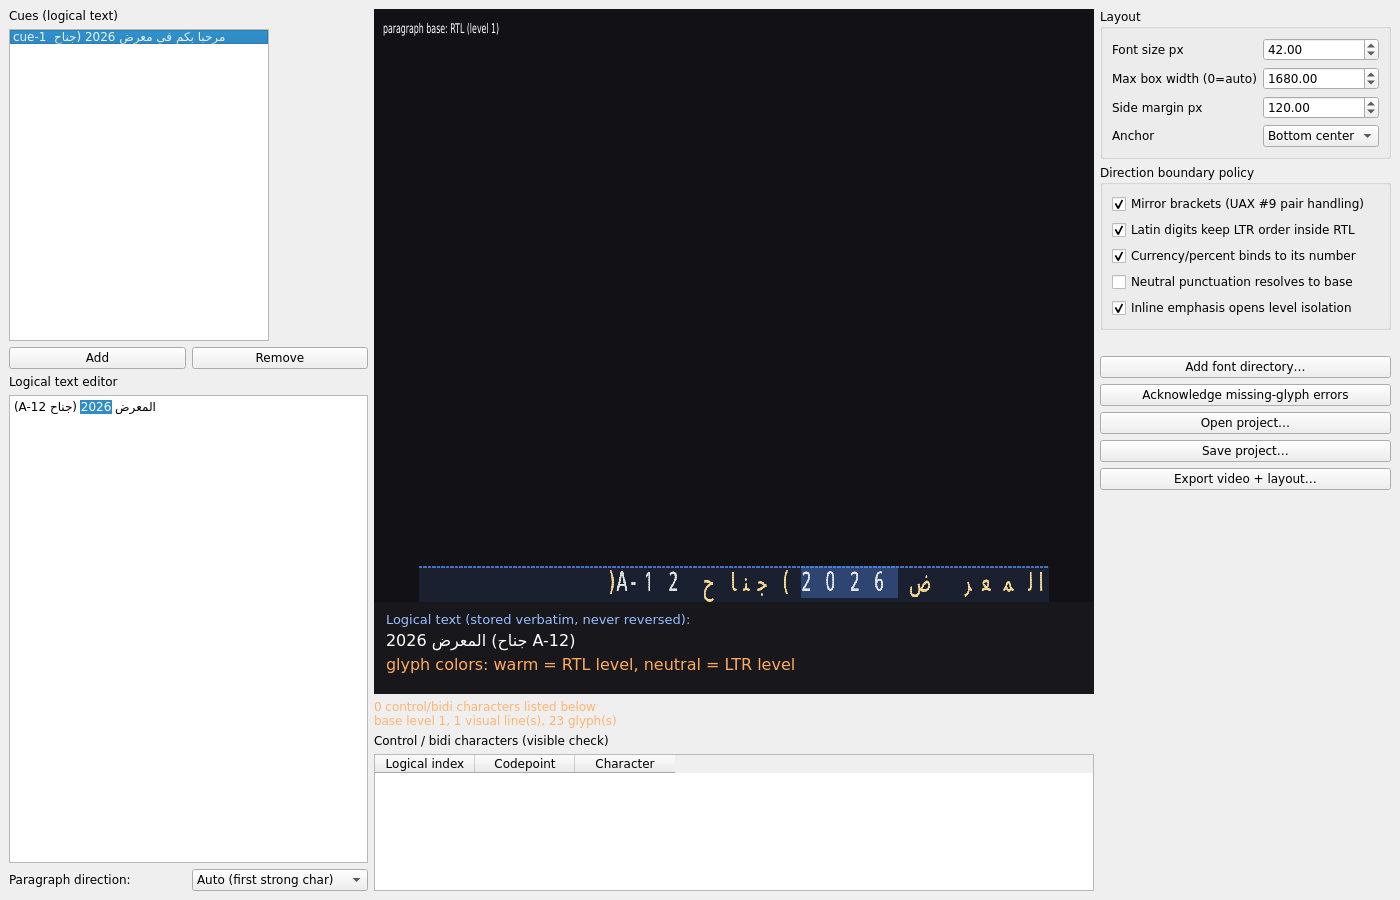 Cues (logical text)
cue-1  مرحبا بكم في معرض 2026 (جناح
Add
Remove
Logical text editor
المعرض 2026 (جناح A-12)
Paragraph direction:
Auto (first strong char)
paragraph base: RTL (level 1)
المعرض 2026 (جناح A-12)
Logical text (stored verbatim, never reversed):
المعرض 2026 (جناح A-12)
glyph colors: warm = RTL level, neutral = LTR level
0 control/bidi characters listed below
base level 1, 1 visual line(s), 23 glyph(s)
Control / bidi characters (visible check)
Logical index Codepoint Character
Layout
Font size px 42.00
Max box width (0=auto) 1680.00
Side margin px 120.00
Anchor Bottom center
Direction boundary policy
Mirror brackets (UAX #9 pair handling)
Latin digits keep LTR order inside RTL
Currency/percent binds to its number
Neutral punctuation resolves to base
Inline emphasis opens level isolation
Add font directory...
Acknowledge missing-glyph errors
Open project...
Save project...
Export video + layout...